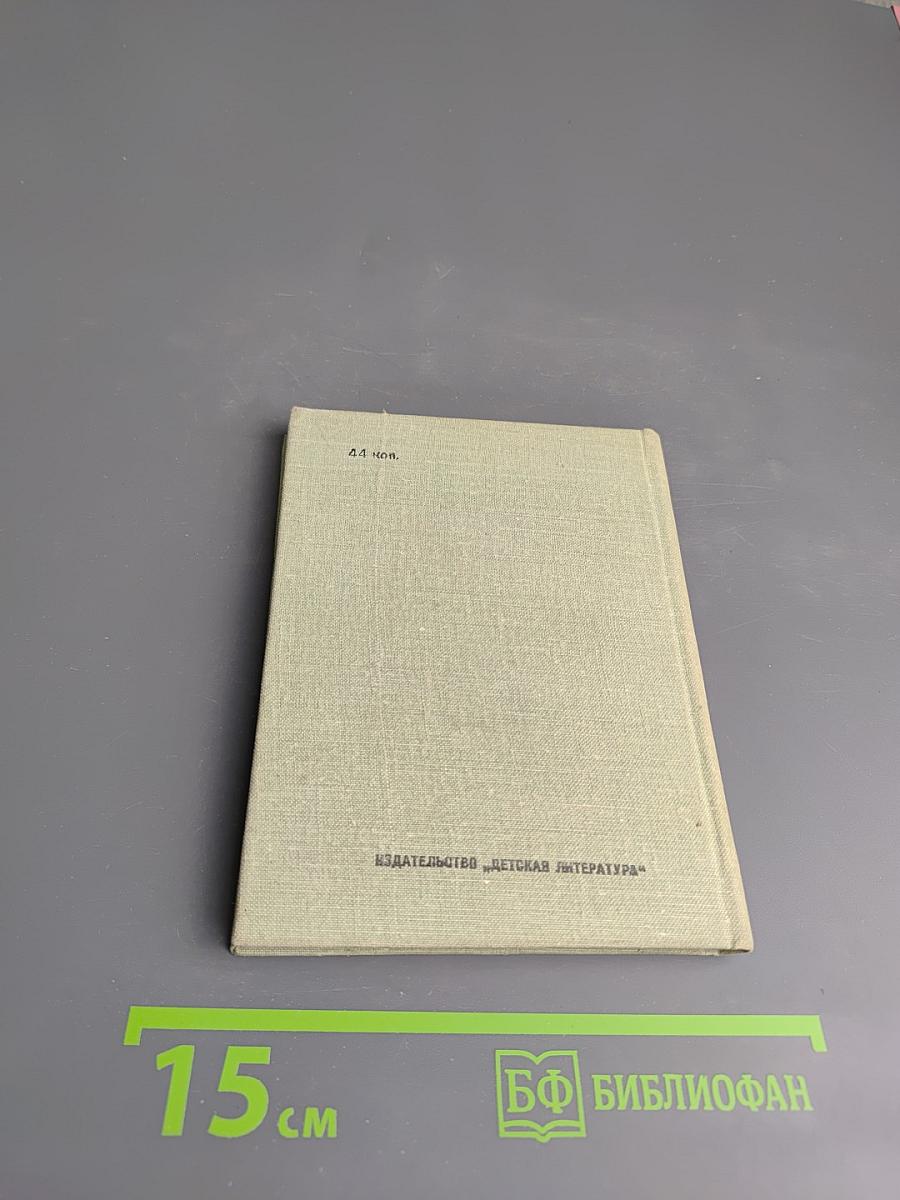 44 коп.
ИЗДАТЕЛЬСТВО „ДЕТСКАЯ ЛИТЕРАТУРА“
15 см
БФ БИБЛИОФАН